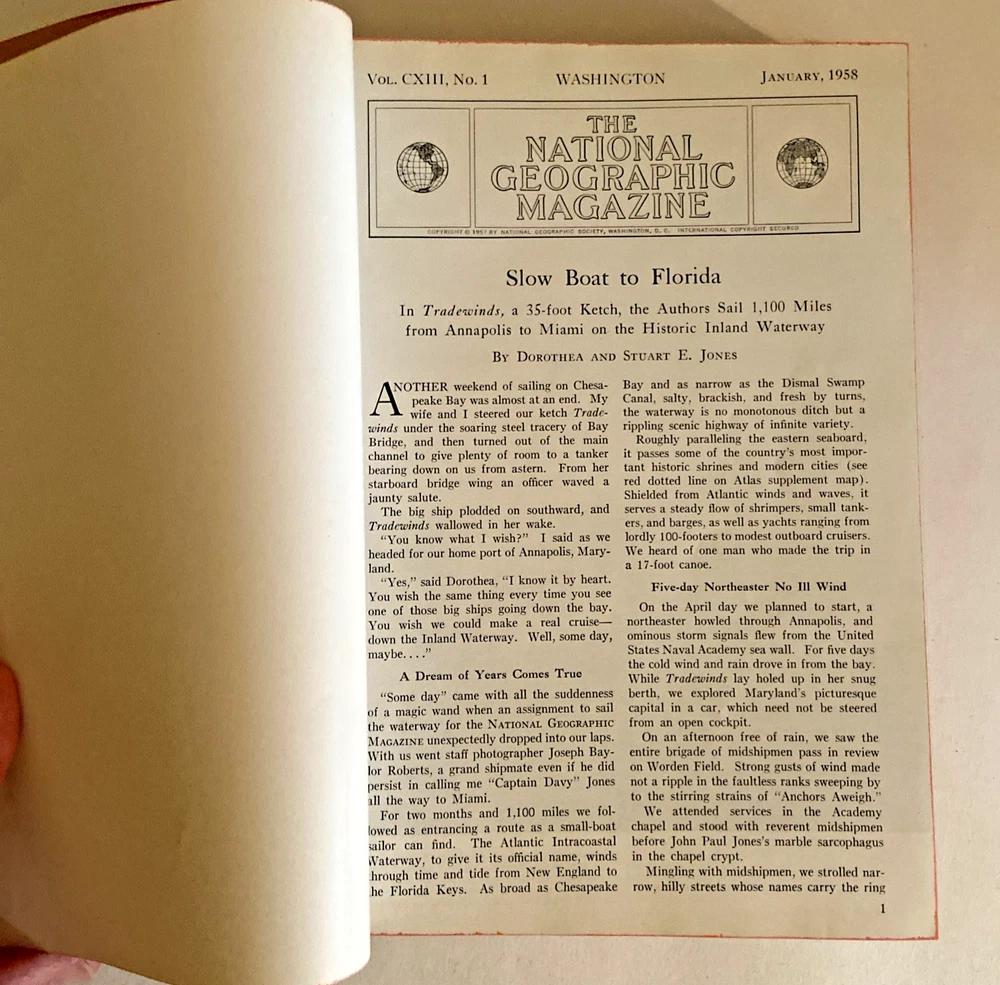 Vol. CXIII, No. 1 WASHINGTON January, 1958
THE
NATIONAL
GEOGRAPHIC
MAGAZINE
COPYRIGHT © 1957 BY NATIONAL GEOGRAPHIC SOCIETY, WASHINGTON, D. C. INTERNATIONAL COPYRIGHT SECURED
Slow Boat to Florida
In Tradewinds, a 35-foot Ketch, the Authors Sail 1,100 Miles
from Annapolis to Miami on the Historic Inland Waterway
By Dorothea and Stuart E. Jones
ANOTHER weekend of sailing on Chesa-
peake Bay was almost at an end. My
wife and I steered our ketch Trade-
winds under the soaring steel tracery of Bay
Bridge, and then turned out of the main
channel to give plenty of room to a tanker
bearing down on us from astern. From her
starboard bridge wing an officer waved a
jaunty salute.
The big ship plodded on southward, and
Tradewinds wallowed in her wake.
“You know what I wish?” I said as we
headed for our home port of Annapolis, Mary-
land.
“Yes,” said Dorothea, “I know it by heart.
You wish the same thing every time you see
one of those big ships going down the bay.
You wish we could make a real cruise—
down the Inland Waterway. Well, some day,
maybe. . . .”
A Dream of Years Comes True
“Some day” came with all the suddenness
of a magic wand when an assignment to sail
the waterway for the National Geographic
Magazine unexpectedly dropped into our laps.
With us went staff photographer Joseph Bay-
lor Roberts, a grand shipmate even if he did
persist in calling me “Captain Davy” Jones
all the way to Miami.
For two months and 1,100 miles we fol-
lowed as entrancing a route as a small-boat
sailor can find. The Atlantic Intracoastal
Waterway, to give it its official name, winds
through time and tide from New England to
the Florida Keys. As broad as Chesapeake
Bay and as narrow as the Dismal Swamp
Canal, salty, brackish, and fresh by turns,
the waterway is no monotonous ditch but a
rippling scenic highway of infinite variety.
Roughly paralleling the eastern seaboard,
it passes some of the country's most impor-
tant historic shrines and modern cities (see
red dotted line on Atlas supplement map).
Shielded from Atlantic winds and waves, it
serves a steady flow of shrimpers, small tank-
ers, and barges, as well as yachts ranging from
lordly 100-footers to modest outboard cruisers.
We heard of one man who made the trip in
a 17-foot canoe.
Five-day Northeaster No Ill Wind
On the April day we planned to start, a
northeaster howled through Annapolis, and
ominous storm signals flew from the United
States Naval Academy sea wall. For five days
the cold wind and rain drove in from the bay.
While Tradewinds lay holed up in her snug
berth, we explored Maryland's picturesque
capital in a car, which need not be steered
from an open cockpit.
On an afternoon free of rain, we saw the
entire brigade of midshipmen pass in review
on Worden Field. Strong gusts of wind made
not a ripple in the faultless ranks sweeping by
to the stirring strains of “Anchors Aweigh.”
We attended services in the Academy
chapel and stood with reverent midshipmen
before John Paul Jones's marble sarcophagus
in the chapel crypt.
Mingling with midshipmen, we strolled nar-
row, hilly streets whose names carry the ring
1